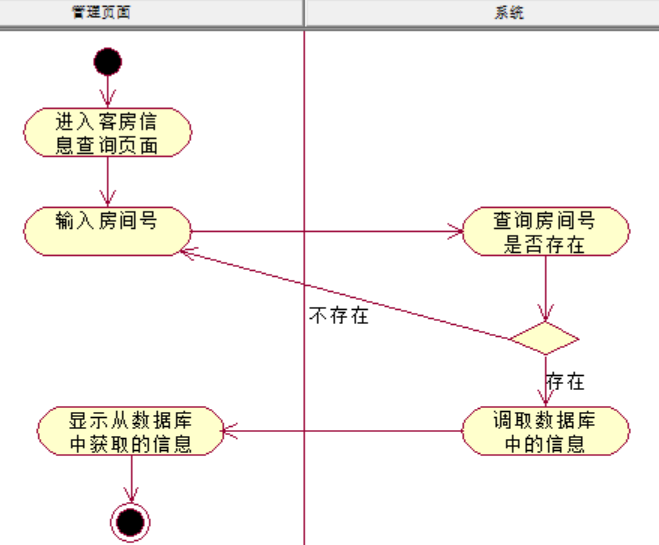 管理页面
系统
进入客房信
息查询页面
输入房间号
查询房间号
是否存在
不存在
存在
显示从数据库
中获取的信息
调取数据库
中的信息